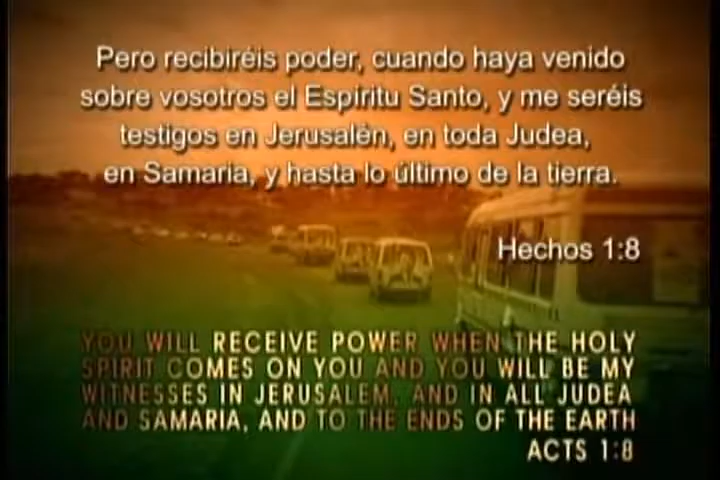 Pero recibiréis poder, cuando haya venido
sobre vosotros el Espíritu Santo, y me seréis
testigos en Jerusalén, en toda Judea,
en Samaria, y hasta lo último de la tierra.
Hechos 1:8
YOU WILL RECEIVE POWER WHEN THE HOLY
SPIRIT COMES ON YOU AND YOU WILL BE MY
WITNESSES IN JERUSALEM, AND IN ALL JUDEA
AND SAMARIA, AND TO THE ENDS OF THE EARTH
ACTS 1:8